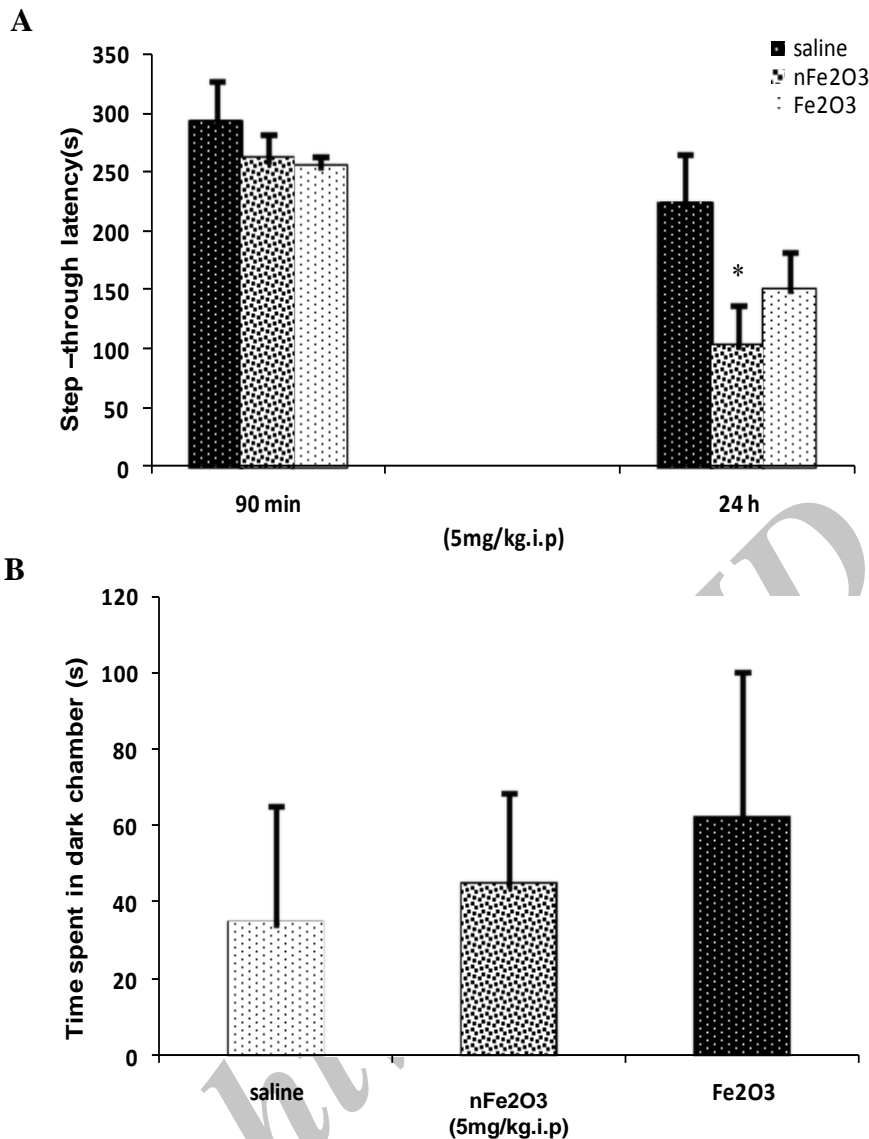 A
350
300
250
200
150
100
50
0
Step –through latency(s)
saline
nFe2O3
Fe2O3
*
90 min
24 h
(5mg/kg.i.p)
B
120
100
80
60
40
20
0
Time spent in dark chamber (s)
saline
nFe2O3
(5mg/kg.i.p)
Fe2O3